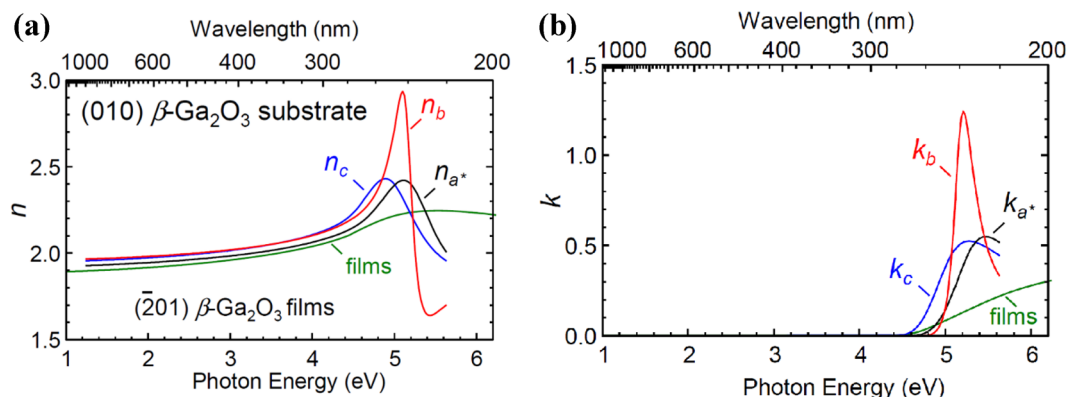 (a)
Wavelength (nm)
1000 600 400 300 200
3.0
2.5
2.0
1.5
n
(010) β-Ga₂O₃ substrate
n_b
n_c
n_a*
films
(2̄01) β-Ga₂O₃ films
1 2 3 4 5 6
Photon Energy (eV)
(b)
Wavelength (nm)
1000 600 400 300 200
1.5
1.0
0.5
0.0
k
k_b
k_a*
k_c
films
1 2 3 4 5 6
Photon Energy (eV)